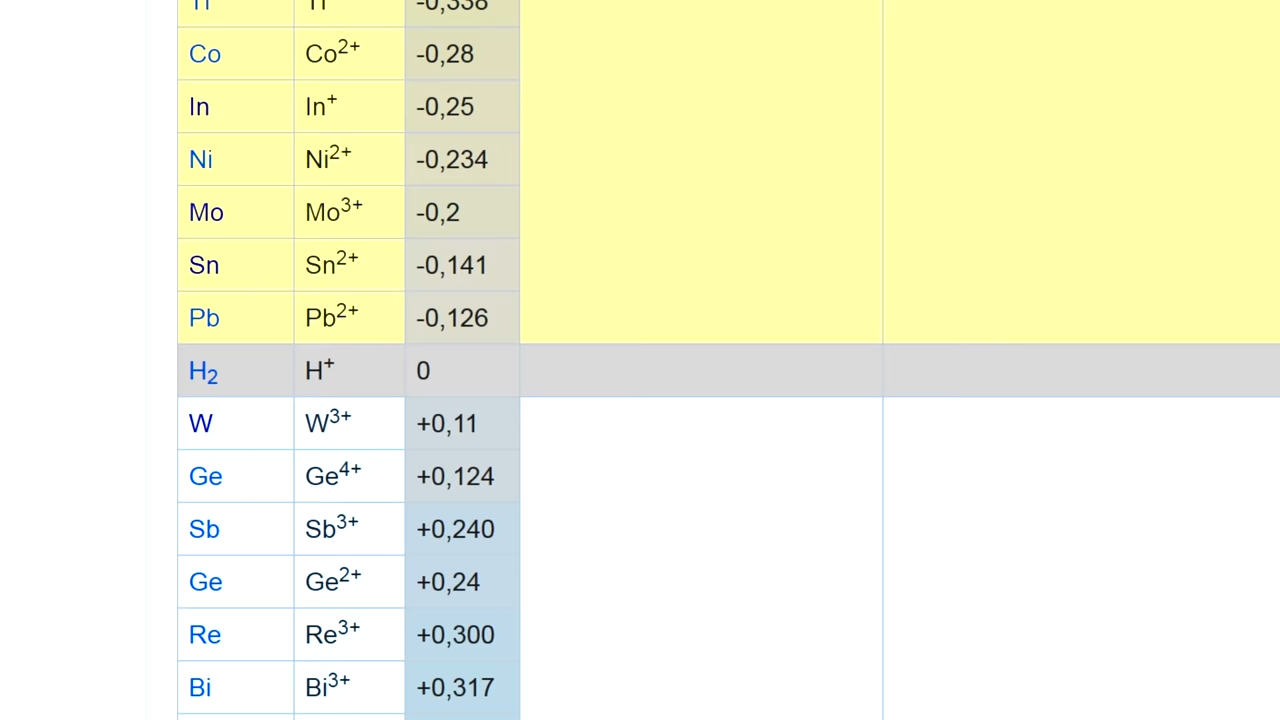 Co Co²⁺ -0,28
In In⁺ -0,25
Ni Ni²⁺ -0,234
Mo Mo³⁺ -0,2
Sn Sn²⁺ -0,141
Pb Pb²⁺ -0,126
H₂ H⁺ 0
W W³⁺ +0,11
Ge Ge⁴⁺ +0,124
Sb Sb³⁺ +0,240
Ge Ge²⁺ +0,24
Re Re³⁺ +0,300
Bi Bi³⁺ +0,317